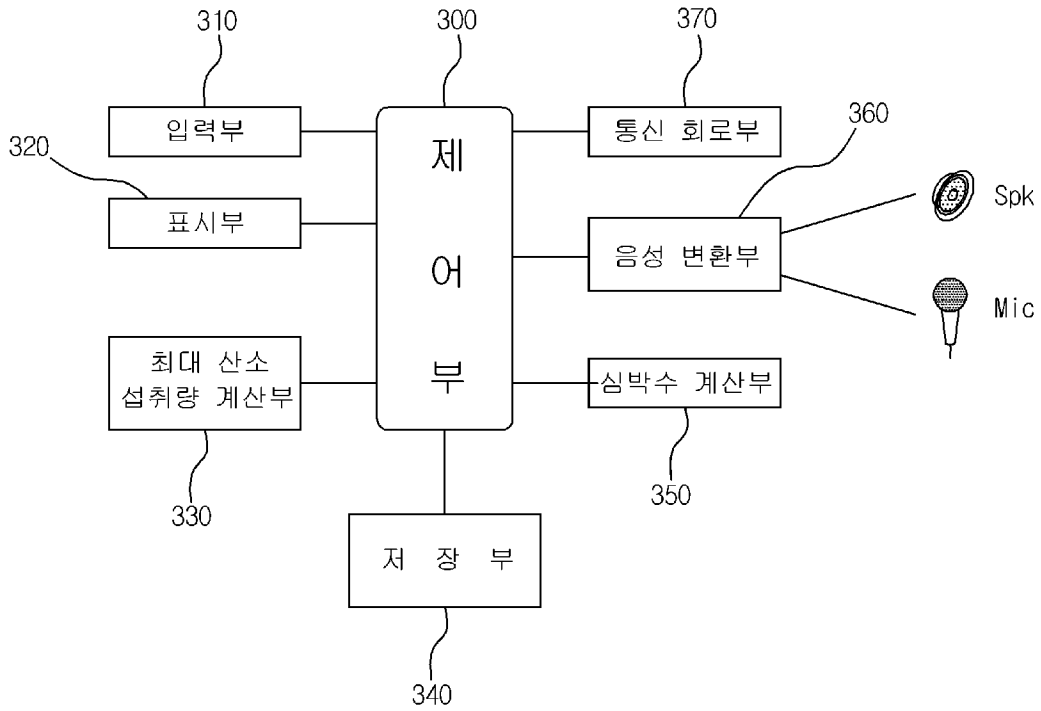 310
300
370
입력부
제
통신 회로부
360
320
표시부
어
음성 변환부
Spk
Mic
최대 산소
섭취량 계산부
부
심박수 계산부
330
350
저 장 부
340